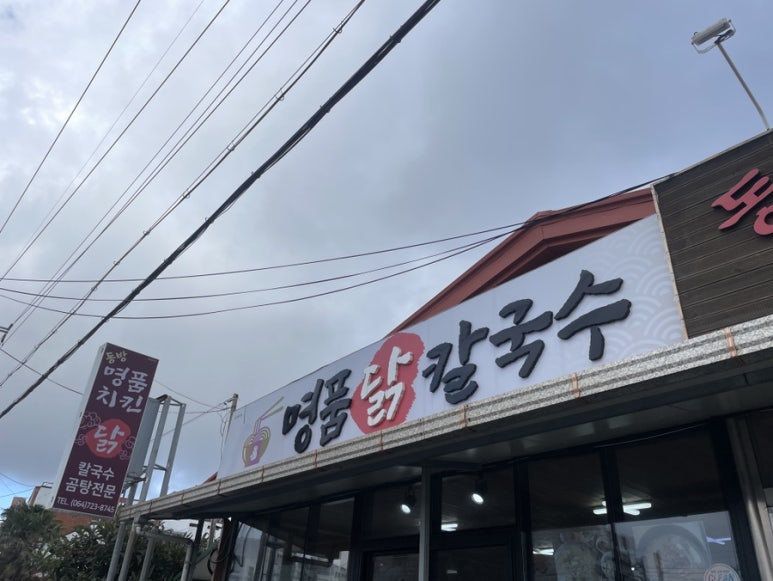 동방
명품
치킨
닭
칼국수
곰탕전문
TEL. (064)723-8745
명품 닭 칼국수